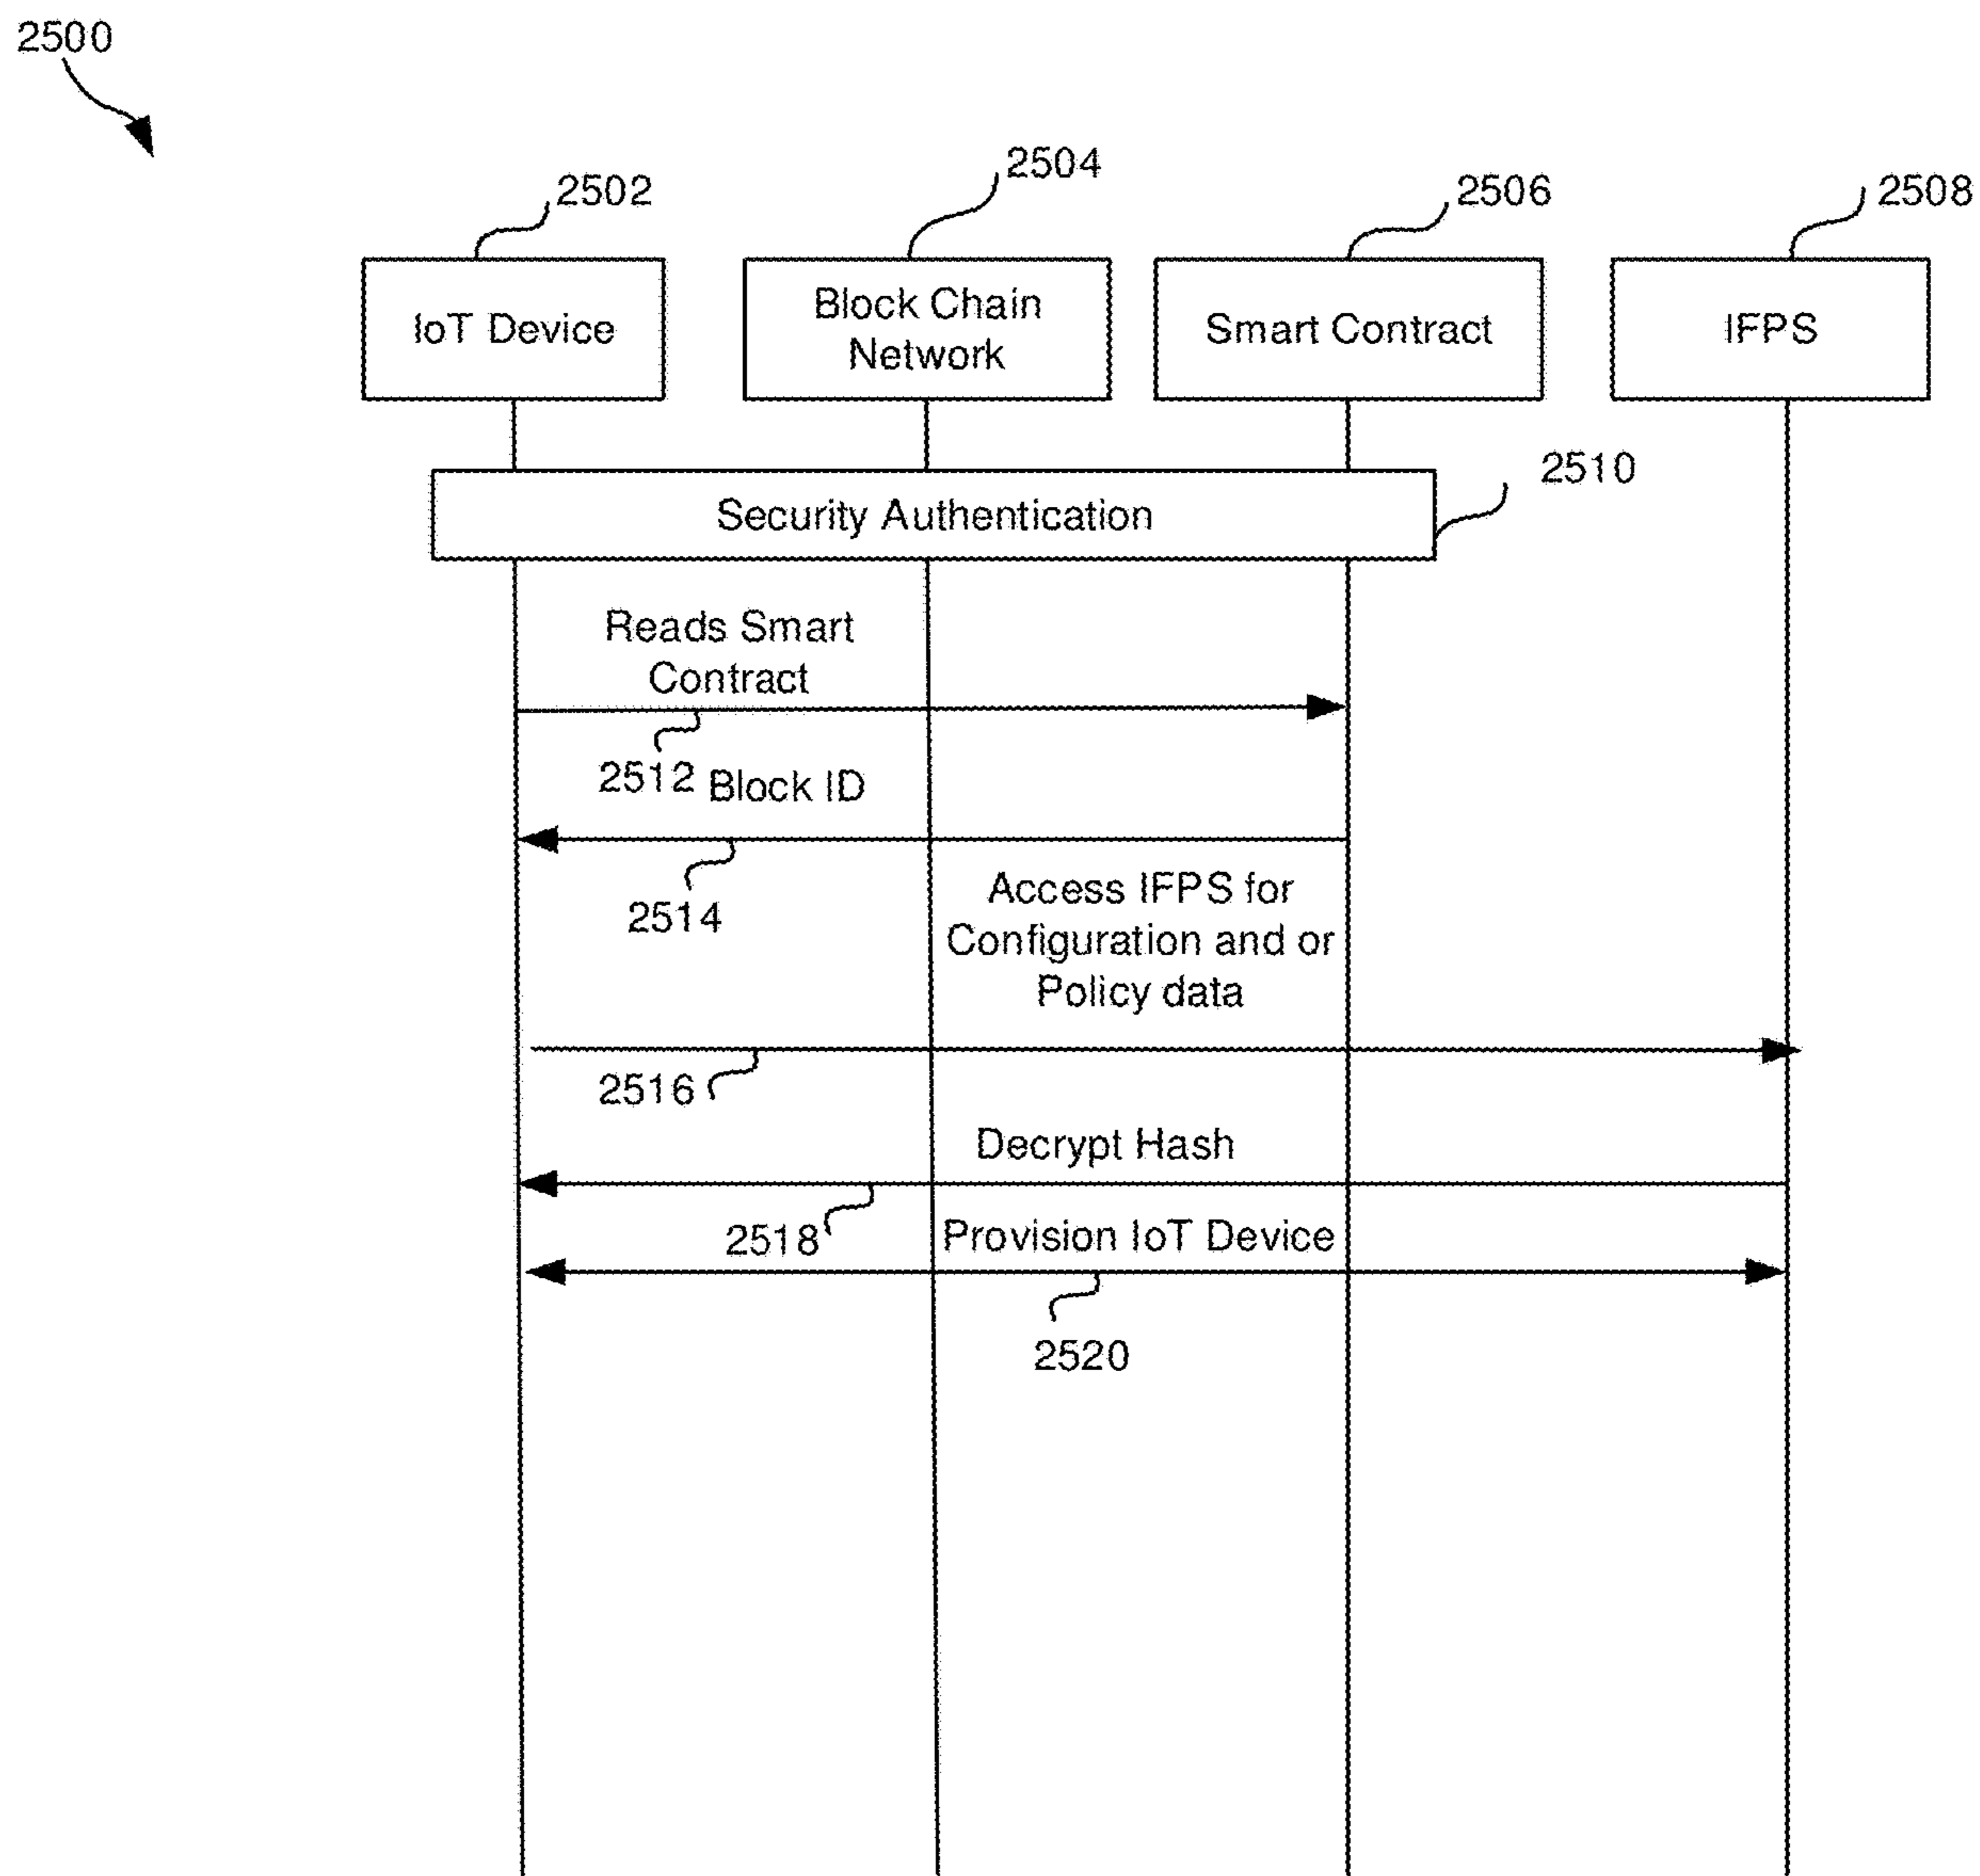 2500
2502
2504
2506
2508
IoT Device
Block Chain
Network
Smart Contract
IFPS
Security Authentication
2510
Reads Smart
Contract
2512
Block ID
2514
Access IFPS for
Configuration and or
Policy data
2516
Decrypt Hash
2518
Provision IoT Device
2520